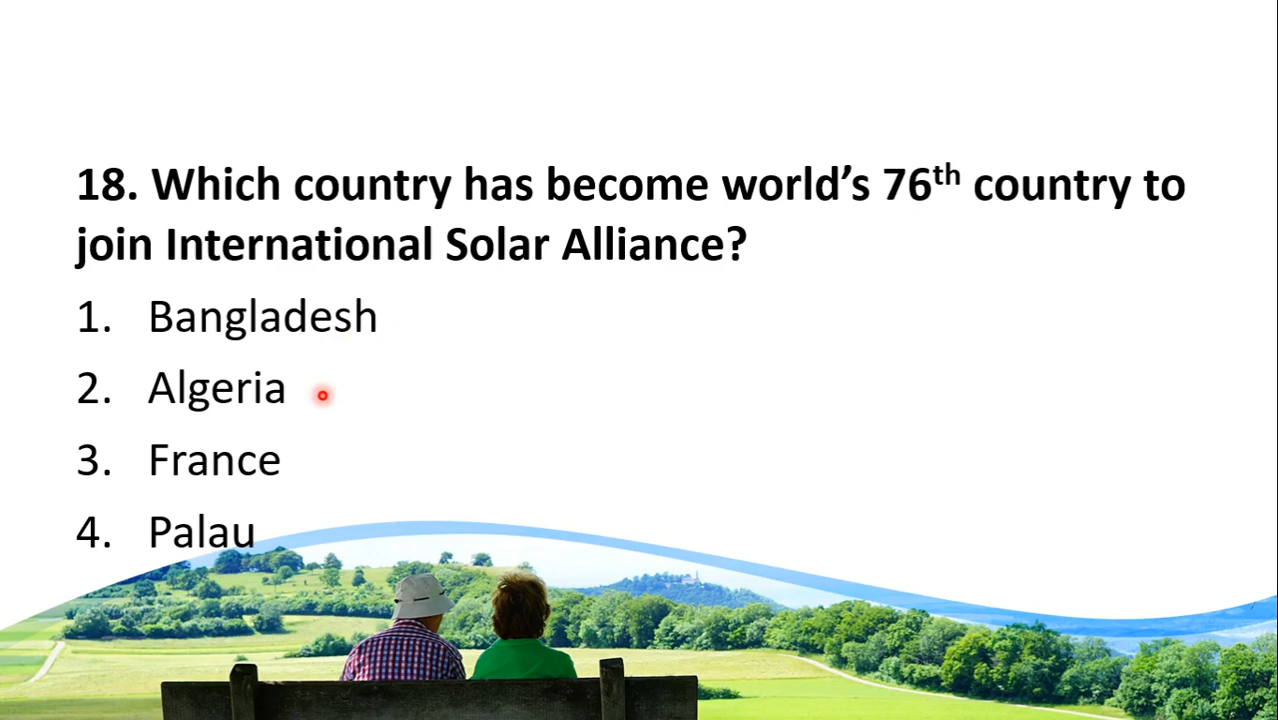 18. Which country has become world’s 76th country to
join International Solar Alliance?
1. Bangladesh
2. Algeria
3. France
4. Palau